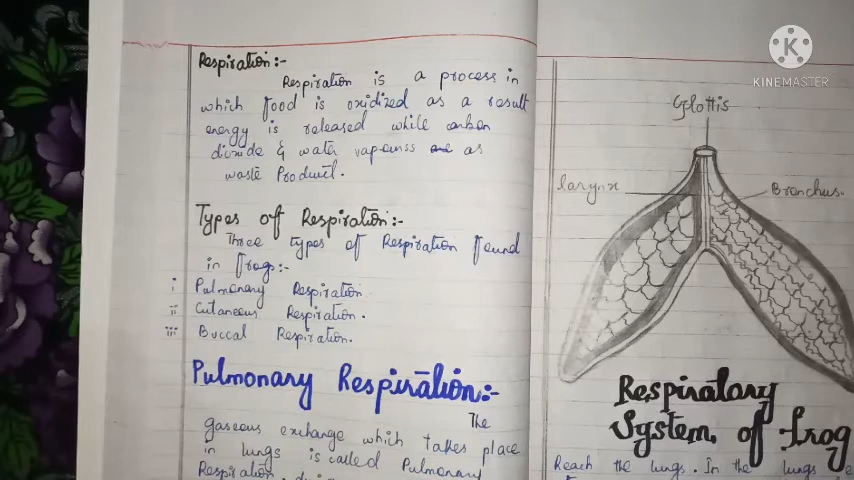 Respiration:-
Respiration is a process in
which food is oxidized as a result
energy is released while carbon
dioxide & water vapourss are as
waste Product.
Types of Respiration:-
Three types of Respiration found
in frog:-
i Pulmonary Respiration
ii Cutaneous Respiration.
iii Buccal Respiration.
Pulmonary Respiration:-
The
gaseous exchange which takes place
in lungs is called Pulmonary
Respiration
K
KINEMASTER
Glottis
larynx
Bronchus.
Respiratory
System of frog
Reach the lungs. In the lungs